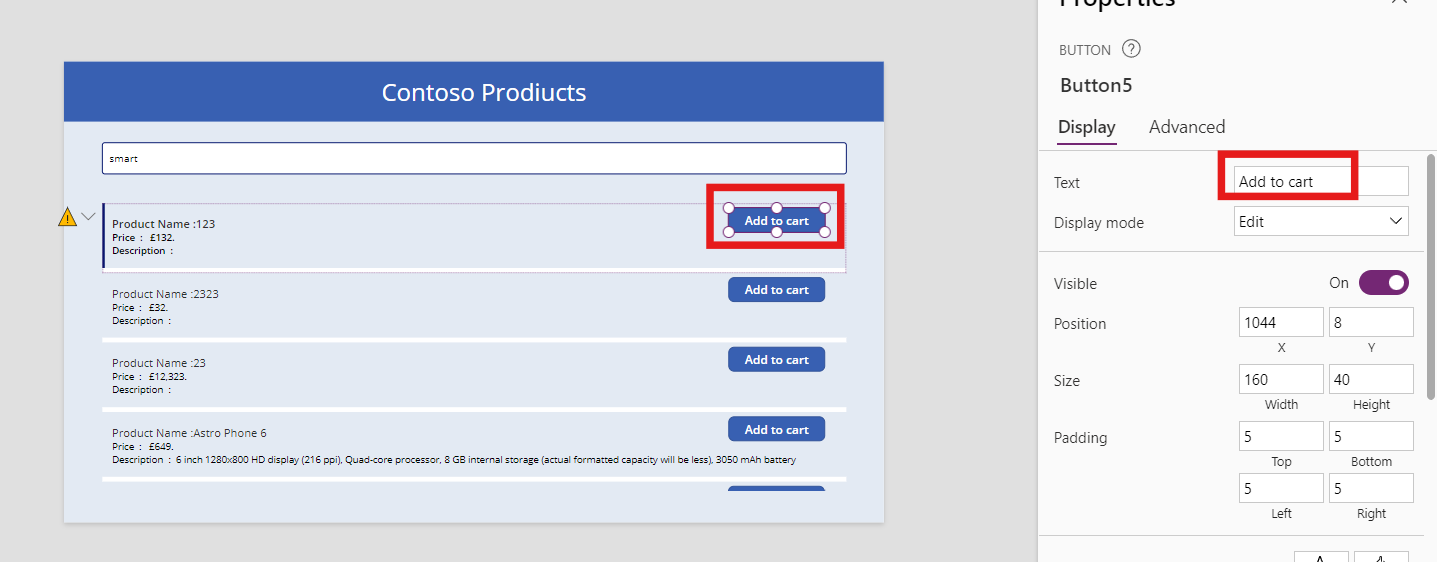 Properties
BUTTON ?
Button5
Display Advanced
Text Add to cart
Display mode Edit
Visible On
Position 1044 8
X Y
Size 160 40
Width Height
Padding 5 5
Top Bottom
5 5
Left Right
Contoso Prodiucts
smart
Product Name :123
Price : £132.
Description :
Add to cart
Product Name :2323
Price : £32.
Description :
Add to cart
Product Name :23
Price : £12,323.
Description :
Add to cart
Product Name :Astro Phone 6
Price : £649.
Description : 6 inch 1280x800 HD display (216 ppi), Quad-core processor, 8 GB internal storage (actual formatted capacity will be less), 3050 mAh battery
Add to cart